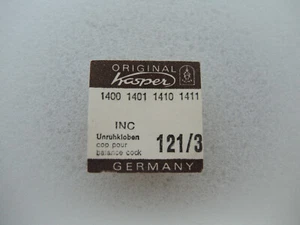 ORIGINAL
Kasper
1400 1401 1410 1411
INC
Unruhkloben
coq pour
balance cock
121/3
GERMANY